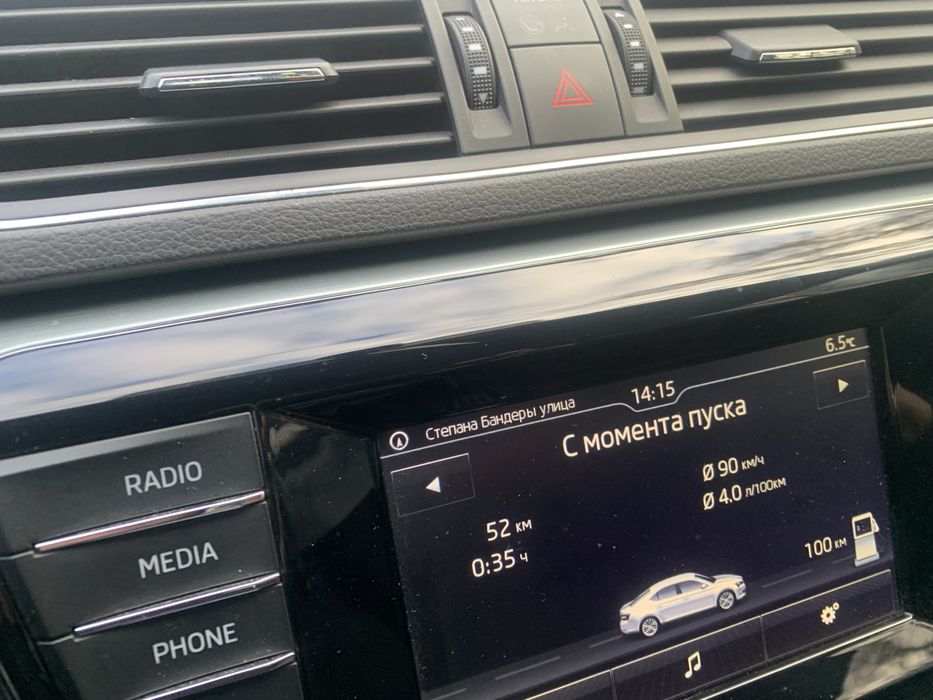 RADIO
MEDIA
PHONE
Степана Бандеры улица
14:15
6.5℃
С момента пуска
52 км
0:35 ч
Ø 90 км/ч
Ø 4.0 л/100км
100 км